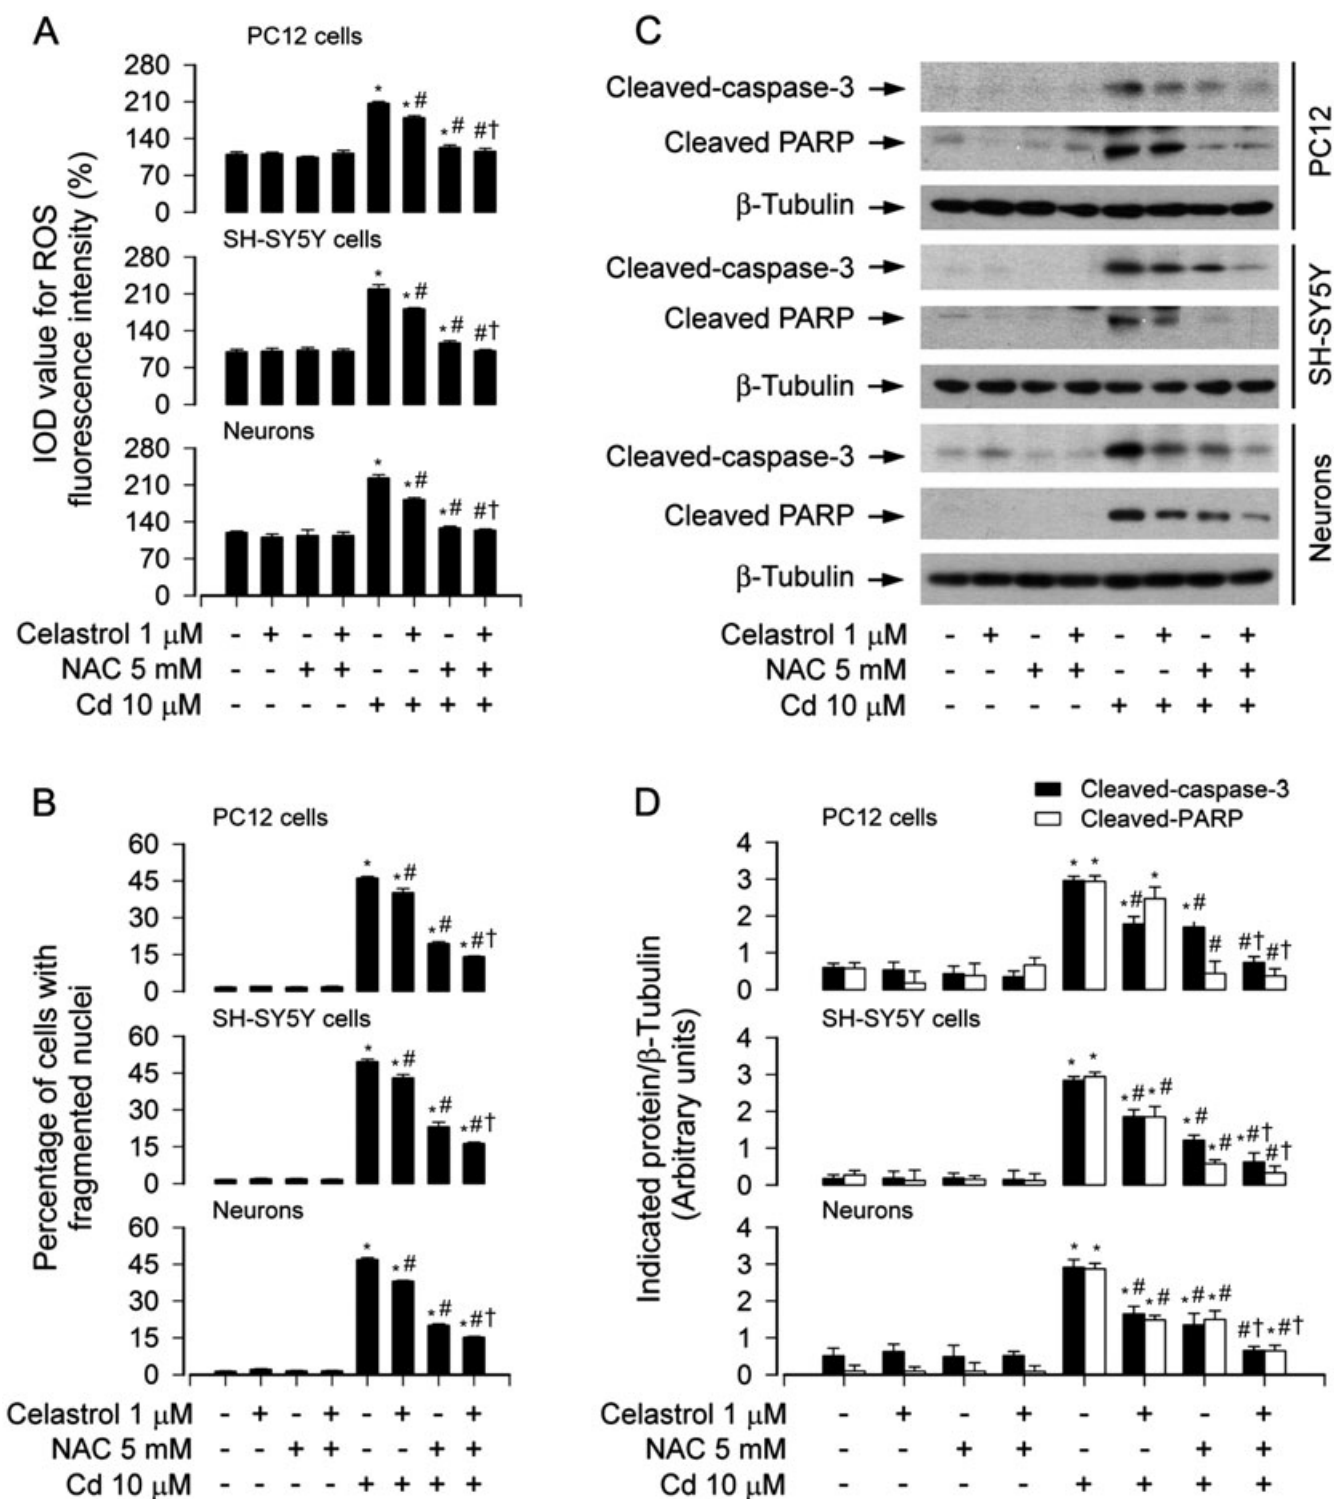 A
PC12 cells
280
210
140
70
0
* *# *# #†
SH-SY5Y cells
280
210
140
70
0
* *# *# #†
Neurons
280
210
140
70
0
* *# *# #†
IOD value for ROS
fluorescence intensity (%)
Celastrol 1 μM - + - + - + - +
NAC 5 mM - - + + - - + +
Cd 10 μM - - - - + + + +
C
Cleaved-caspase-3
Cleaved PARP
β-Tubulin
PC12
Cleaved-caspase-3
Cleaved PARP
β-Tubulin
SH-SY5Y
Cleaved-caspase-3
Cleaved PARP
β-Tubulin
Neurons
Celastrol 1 μM - + - + - + - +
NAC 5 mM - - + + - - + +
Cd 10 μM - - - - + + + +
B
PC12 cells
60
45
30
15
0
* *# *# *#†
SH-SY5Y cells
60
45
30
15
0
* *# *# *#†
Neurons
60
45
30
15
0
* *# *# *#†
Percentage of cells with
fragmented nuclei
Celastrol 1 μM - + - + - + - +
NAC 5 mM - - + + - - + +
Cd 10 μM - - - - + + + +
D
Cleaved-caspase-3
Cleaved-PARP
PC12 cells
4
3
2
1
0
* * *# * *# # #† #†
SH-SY5Y cells
4
3
2
1
0
* * *# *# *# *# *#† #†
Neurons
4
3
2
1
0
* * *# *# *# *# #† *#†
Indicated protein/β-Tubulin
(Arbitrary units)
Celastrol 1 μM - + - + - + - +
NAC 5 mM - - + + - - + +
Cd 10 μM - - - - + + + +